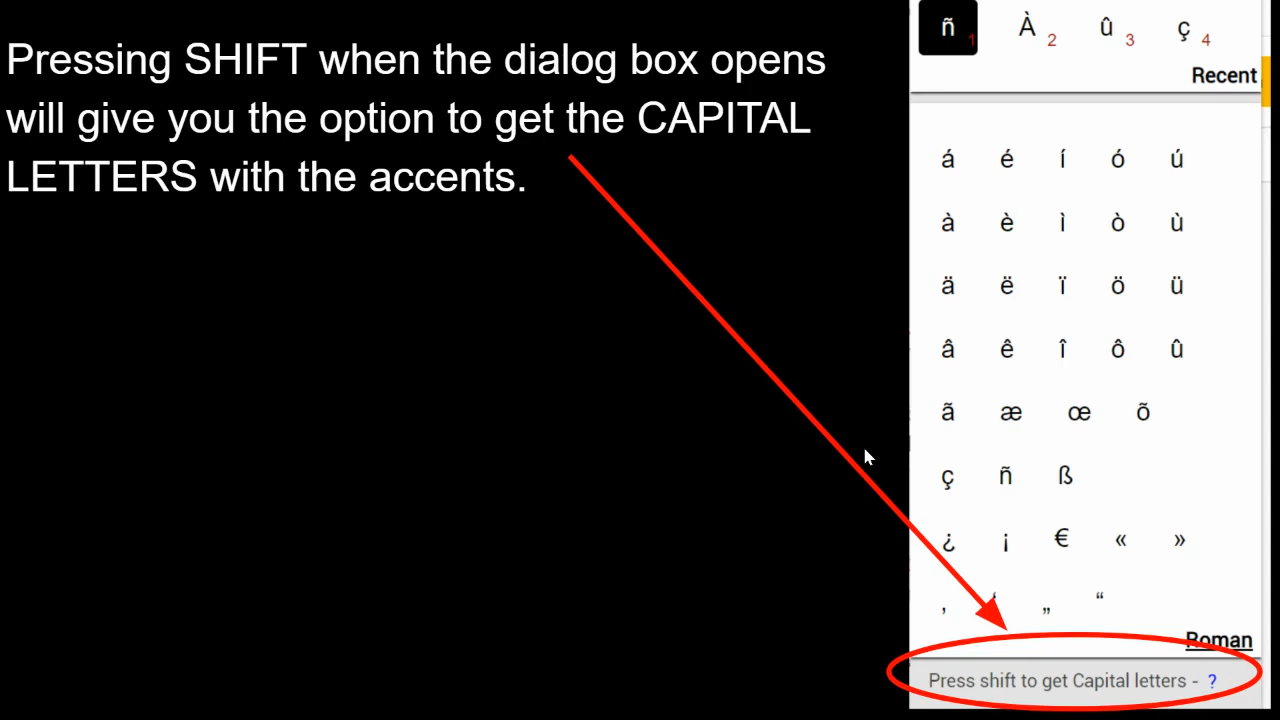 Pressing SHIFT when the dialog box opens
will give you the option to get the CAPITAL
LETTERS with the accents.
ñ 1 À 2 û 3 ç 4
Recent
á é í ó ú
à è ì ò ù
ä ë ï ö ü
â ê î ô û
ã æ œ õ
ç ñ ß
¿ ¡ € « »
‚ ‘ „ “
Roman
Press shift to get Capital letters - ?